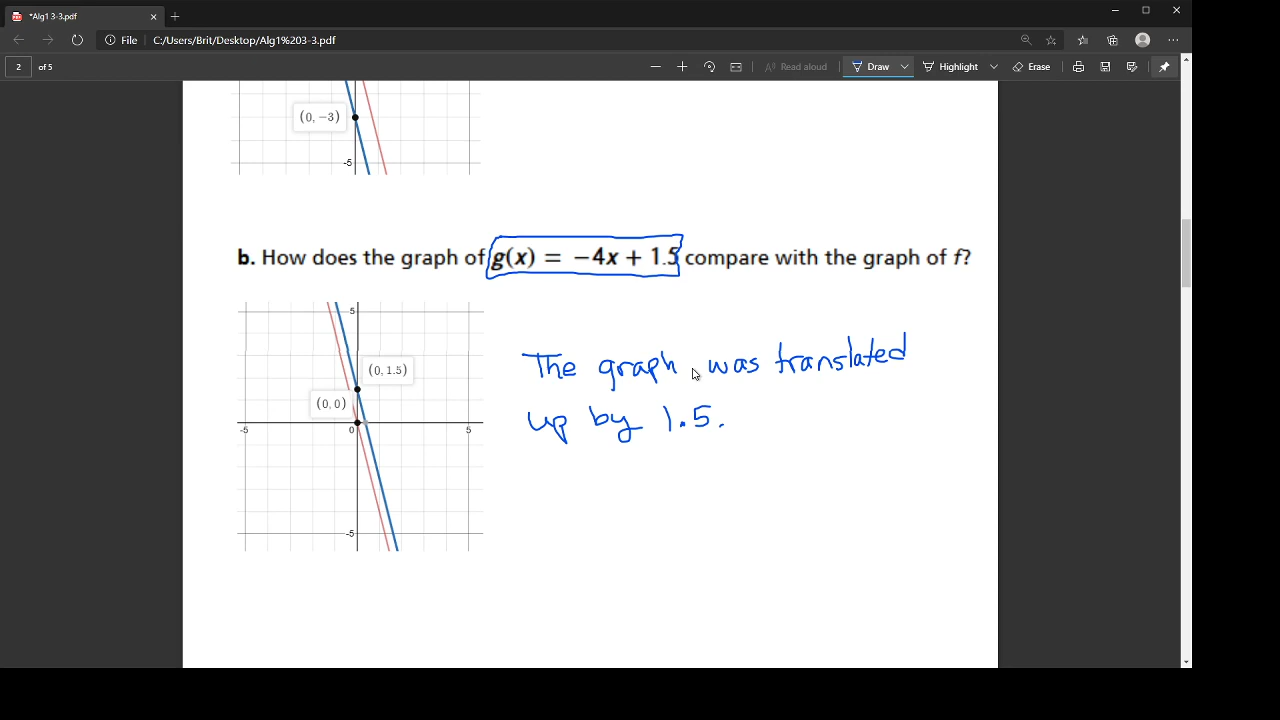 *Alg1 3-3.pdf
File C:/Users/Brit/Desktop/Alg1%203-3.pdf
2 of 5
Read aloud Draw Highlight Erase
(0, −3)
-5
b. How does the graph of g(x) = −4x + 1.5 compare with the graph of f?
5
(0, 1.5)
(0, 0)
-5 0 5
-5
The graph was translated
up by 1.5.